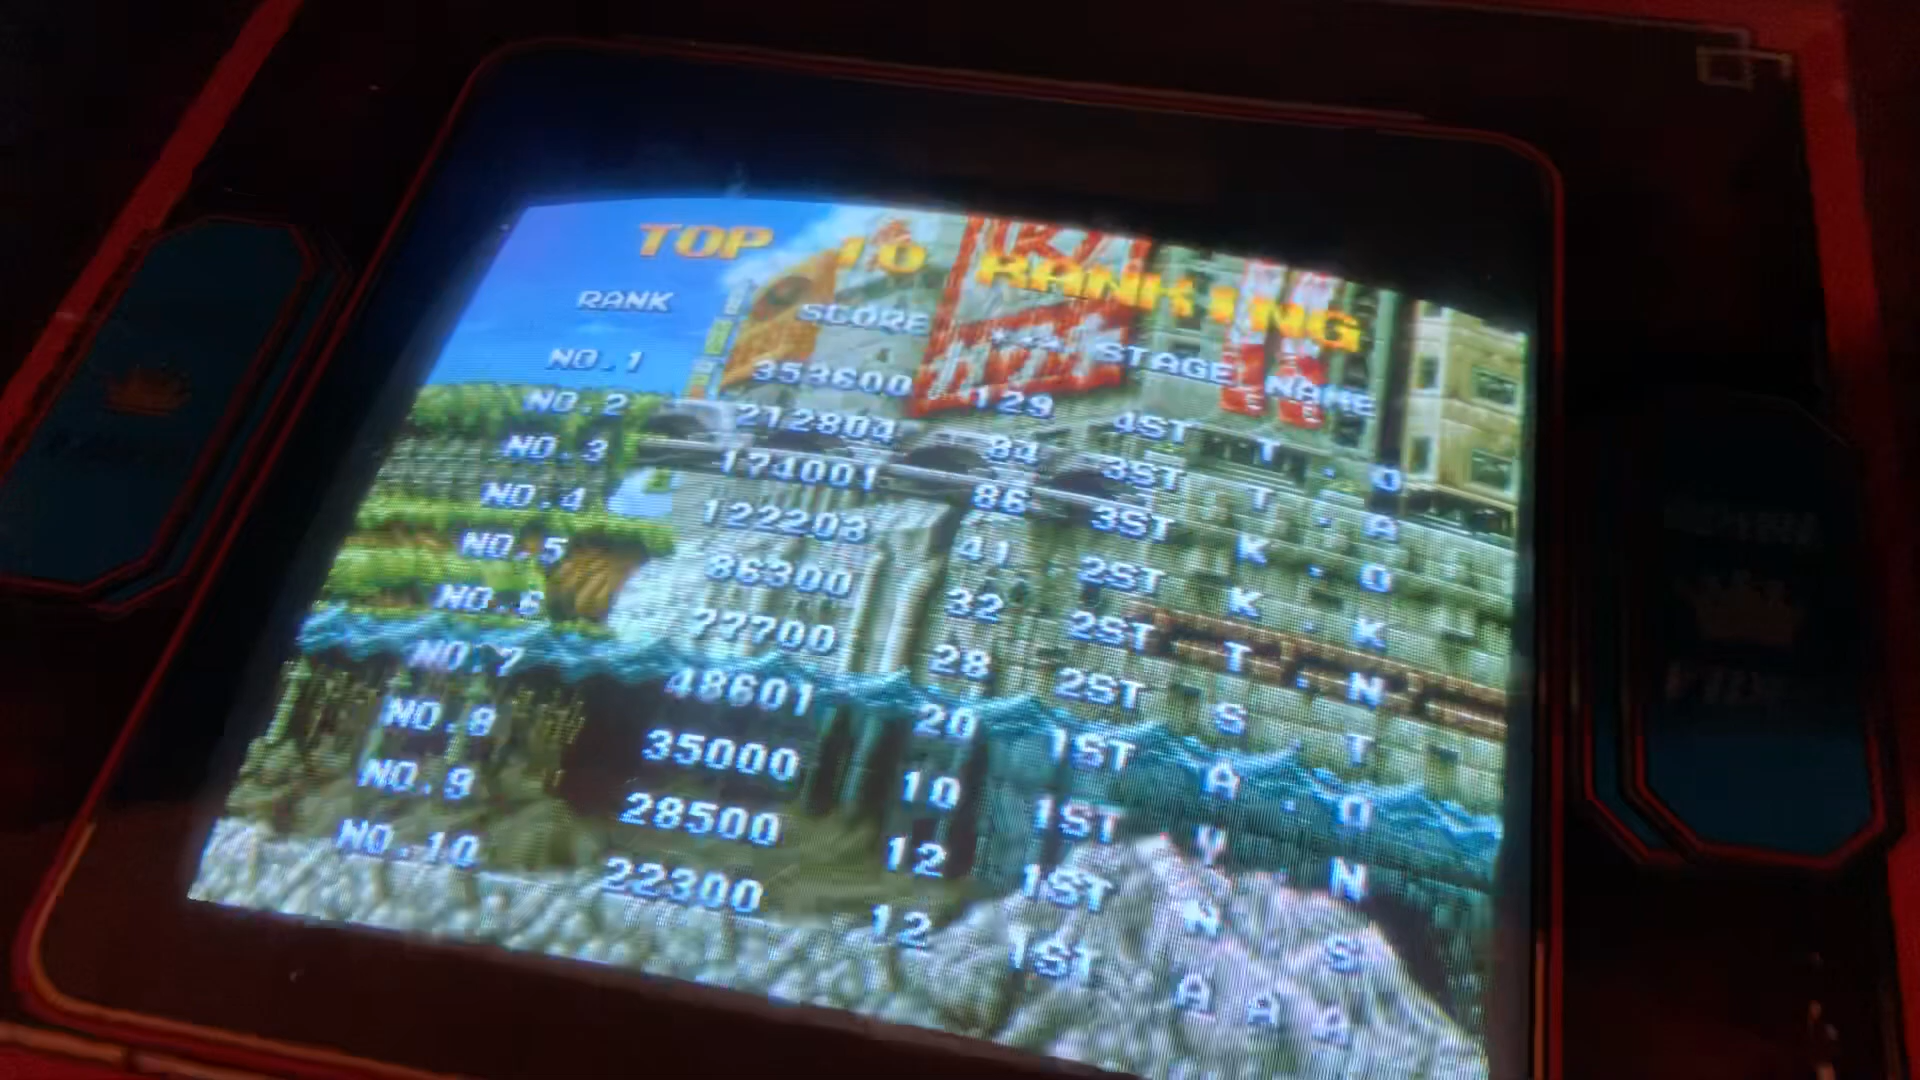 TOP 10 RANKING
RANK SCORE STAGE NAME
NO.1 353600 129 4ST T.O
NO.2 212804 84 3ST T.A
NO.3 174001 86 3ST K.O
NO.4 122208 41 2ST K.K
NO.5 86300 32 2ST T.N
NO.6 77700 28 2ST S T
NO.7 48601 20 1ST A.O
NO.8 35000 10 1ST Y N
NO.9 28500 12 1ST N S
NO.10 22300 12 1ST A A A